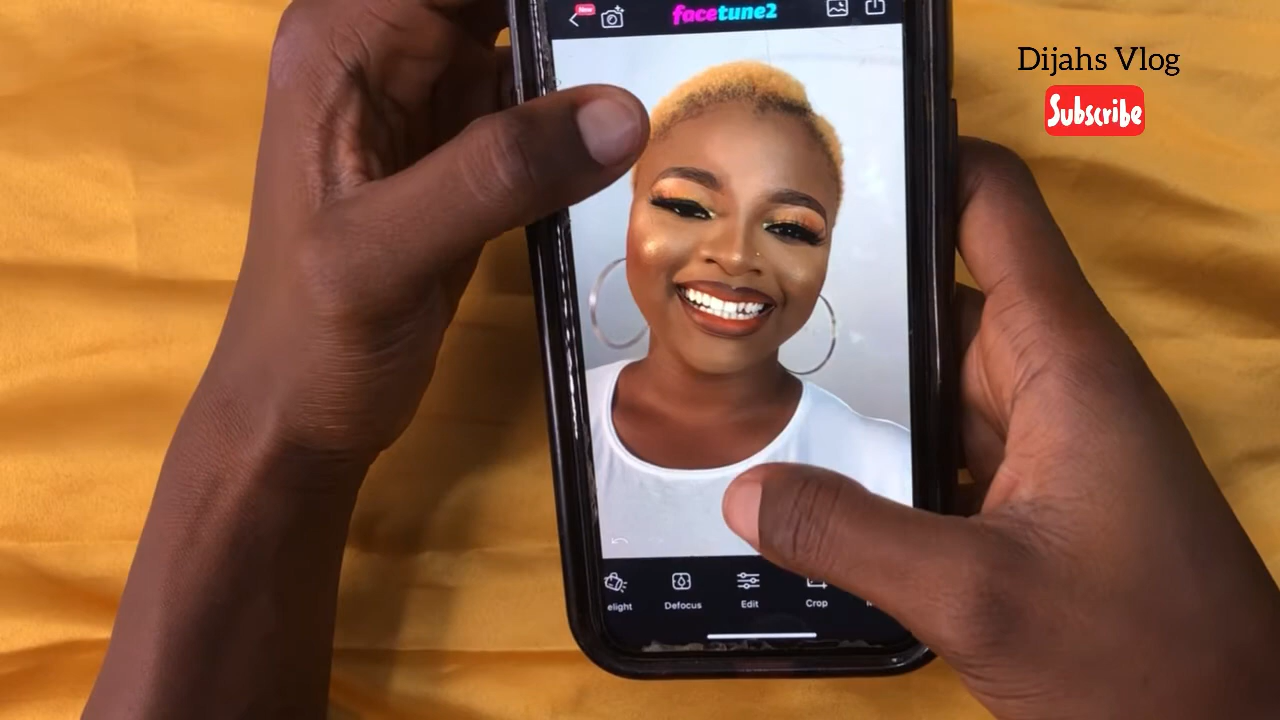 New
facetune2
Dijahs Vlog
Subscribe
elight
Defocus
Edit
Crop